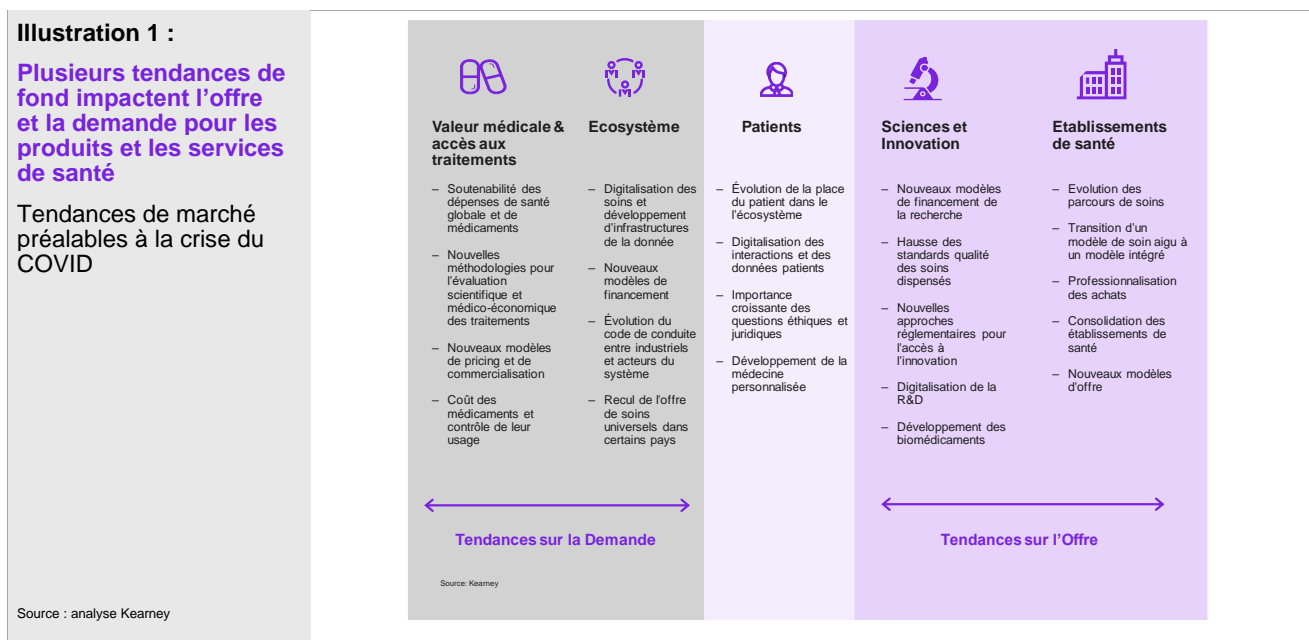 Illustration 1 :
Plusieurs tendances de
fond impactent l’offre
et la demande pour les
produits et les services
de santé
Tendances de marché
préalables à la crise du
COVID
Source : analyse Kearney
Valeur médicale &
accès aux
traitements
– Soutenabilité des
dépenses de santé
globale et de
médicaments
– Nouvelles
méthodologies pour
l’évaluation
scientifique et
médico-économique
des traitements
– Nouveaux modèles
de pricing et de
commercialisation
– Coût des
médicaments et
contrôle de leur
usage
Ecosystème
– Digitalisation des
soins et
développement
d’infrastructures
de la donnée
– Nouveaux
modèles de
financement
– Évolution du
code de conduite
entre industriels
et acteurs du
système
– Recul de l’offre
de soins
universels dans
certains pays
Tendances sur la Demande
Source: Kearney
Patients
– Évolution de la place
du patient dans le
l’écosystème
– Digitalisation des
interactions et des
données patients
– Importance
croissante des
questions éthiques et
juridiques
– Développement de la
médecine
personnalisée
Sciences et
Innovation
– Nouveaux modèles
de financement de
la recherche
– Hausse des
standards qualité
des soins
dispensés
– Nouvelles
approches
réglementaires pour
l’accès à
l’innovation
– Digitalisation de la
R&D
– Développement des
biomédicaments
Etablissements
de santé
– Evolution des
parcours de soins
– Transition d’un
modèle de soin aigu à
un modèle intégré
– Professionnalisation
des achats
– Consolidation des
établissements de
santé
– Nouveaux modèles
d’offre
Tendances sur l’Offre